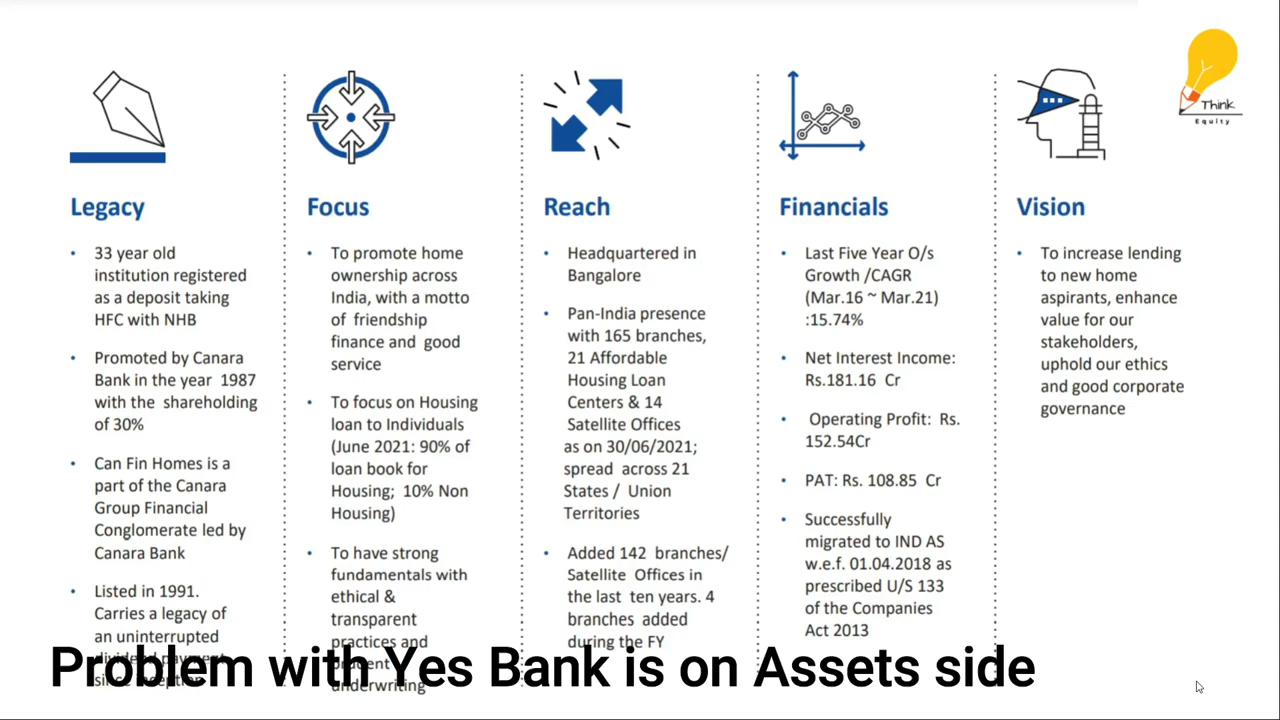 Think
Equity
Legacy
33 year old
institution registered
as a deposit taking
HFC with NHB
Promoted by Canara
Bank in the year 1987
with the shareholding
of 30%
Can Fin Homes is a
part of the Canara
Group Financial
Conglomerate led by
Canara Bank
Listed in 1991.
Carries a legacy of
an uninterrupted
dividend payment
since inception
Focus
To promote home
ownership across
India, with a motto
of friendship
finance and good
service
To focus on Housing
loan to Individuals
(June 2021: 90% of
loan book for
Housing; 10% Non
Housing)
To have strong
fundamentals with
ethical &
transparent
practices and
prudent
underwriting
Reach
Headquartered in
Bangalore
Pan-India presence
with 165 branches,
21 Affordable
Housing Loan
Centers & 14
Satellite Offices
as on 30/06/2021;
spread across 21
States / Union
Territories
Added 142 branches/
Satellite Offices in
the last ten years. 4
branches added
during the FY
Financials
Last Five Year O/s
Growth /CAGR
(Mar.16 ~ Mar.21)
:15.74%
Net Interest Income:
Rs.181.16 Cr
Operating Profit: Rs.
152.54Cr
PAT: Rs. 108.85 Cr
Successfully
migrated to IND AS
w.e.f. 01.04.2018 as
prescribed U/S 133
of the Companies
Act 2013
Vision
To increase lending
to new home
aspirants, enhance
value for our
stakeholders,
uphold our ethics
and good corporate
governance
Problem with Yes Bank is on Assets side